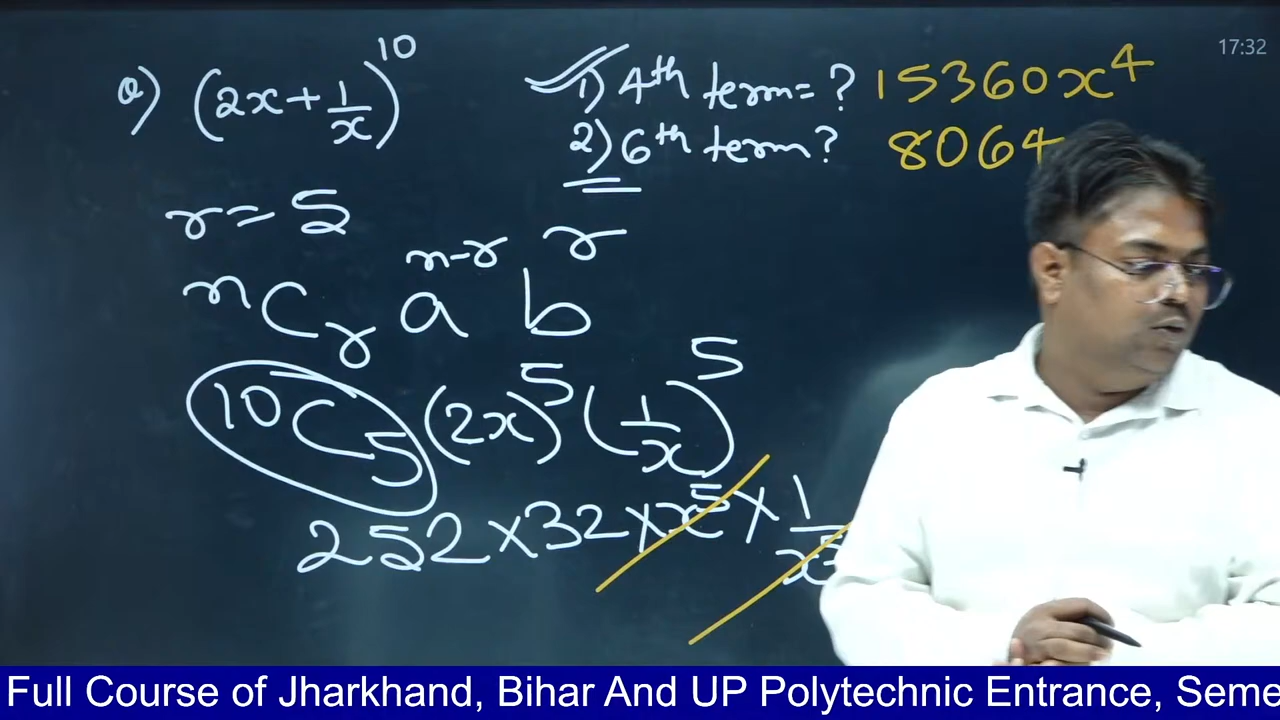 17:32
Q) (2x + 1/x)^10
1) 4th term = ? 15360x^4
2) 6th term ? 8064
r = 5
nCr a^(n-r) b^r
10C5 (2x)^5 (1/x)^5
252 × 32 × x^5 × 1/x^5
Full Course of Jharkhand, Bihar And UP Polytechnic Entrance, Seme